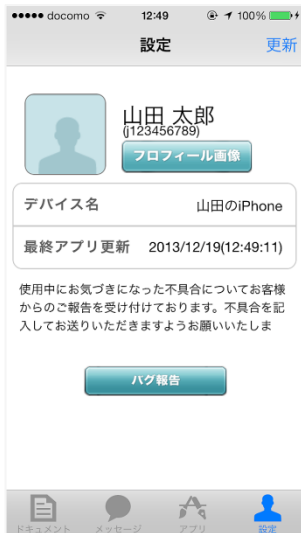 docomo 12:49 100%
設定 更新
山田 太郎
(j123456789)
プロフィール画像
デバイス名 山田のiPhone
最終アプリ更新 2013/12/19(12:49:11)
使用中にお気づきになった不具合についてお客様
からのご報告を受け付けております。不具合を記
入してお送りいただきますようお願いいたしま
バグ報告
ドキュメント メッセージ アプリ 設定